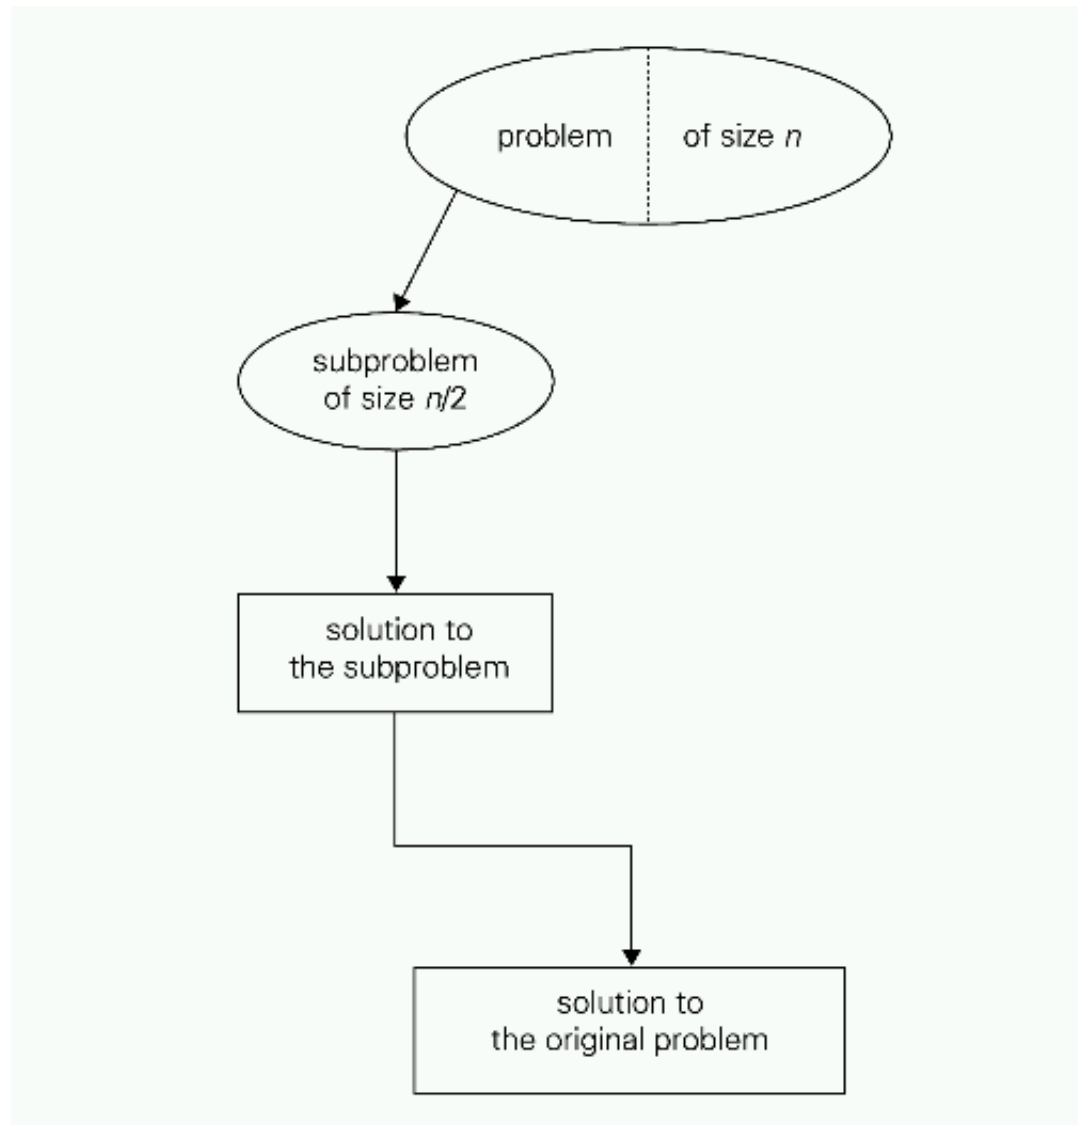 problem of size n
subproblem
of size n/2
solution to
the subproblem
solution to
the original problem